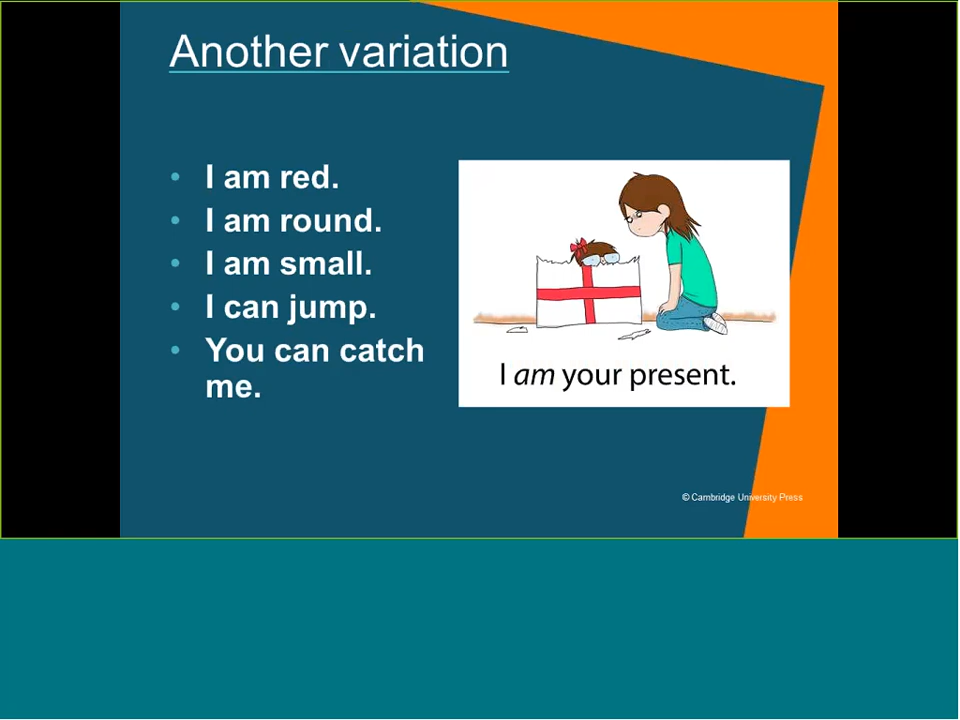 Another variation
• I am red.
• I am round.
• I am small.
• I can jump.
• You can catch
me.
I am your present.
© Cambridge University Press